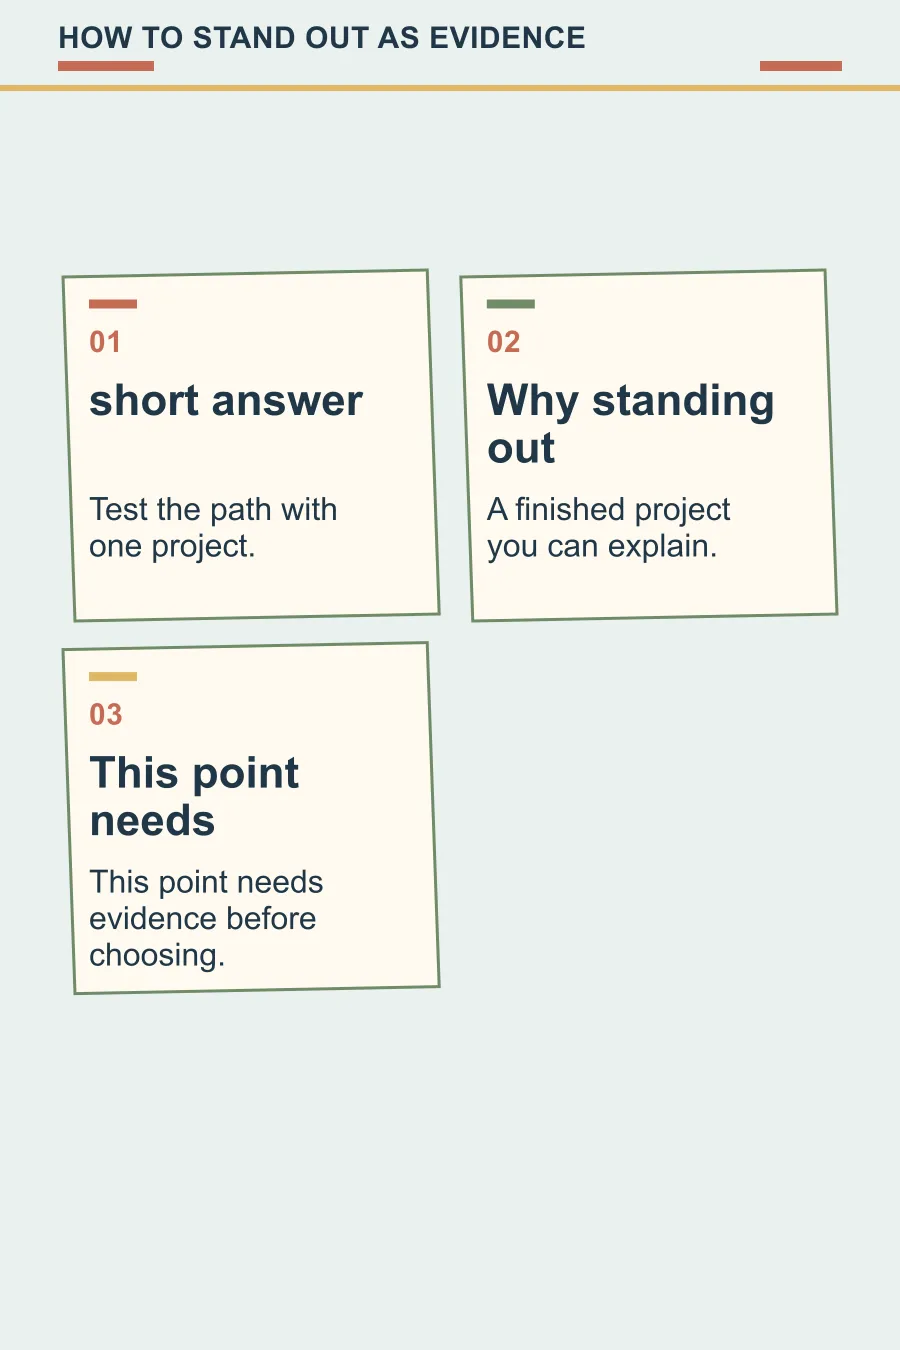 HOW TO STAND OUT AS EVIDENCE
01
short answer
Test the path with
one project.
02
Why standing
out
A finished project
you can explain.
03
This point
needs
This point needs
evidence before
choosing.